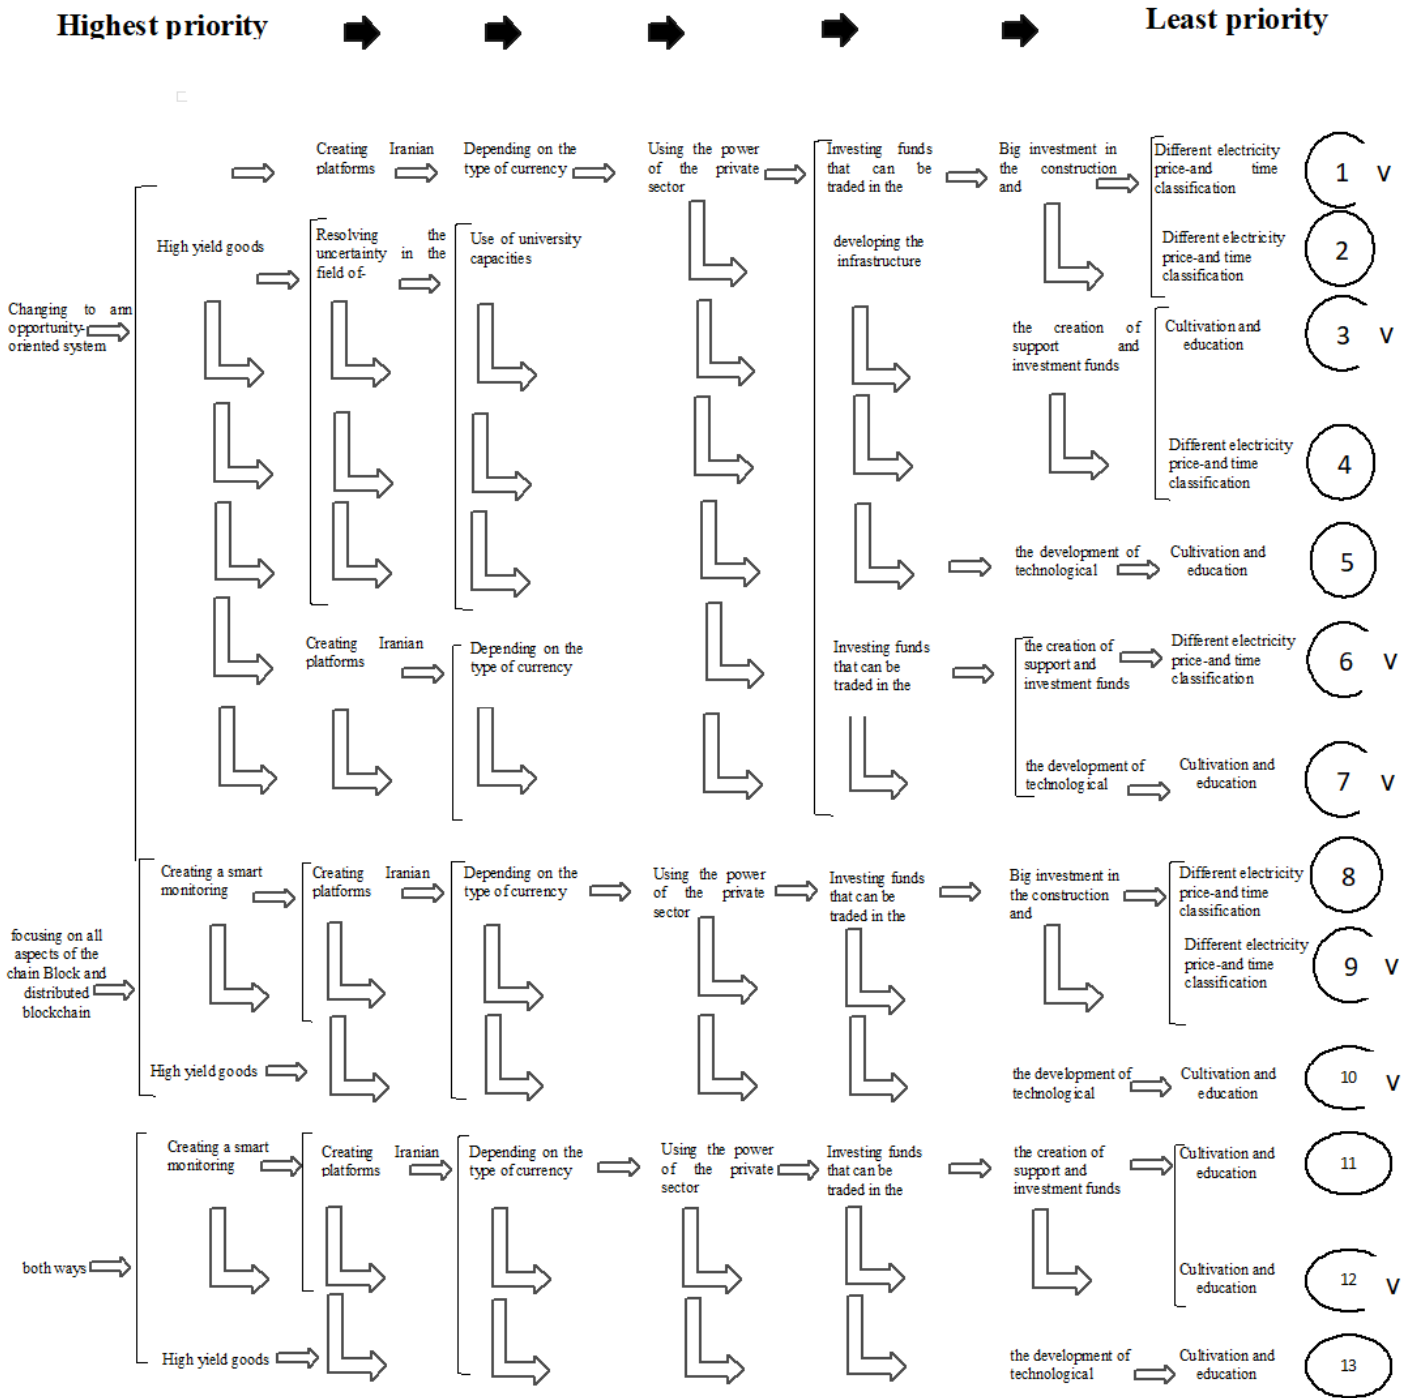 Highest priority
Least priority
Creating Iranian
platforms
Depending on the
type of currency
Using the power
of the private
sector
Investing funds
that can be
traded in the
Big investment in
the construction
and
Different electricity
price-and time
classification
1 v
High yield goods
Resolving the
uncertainty in the
field of-
Use of university
capacities
developing the
infrastructure
Different electricity
price-and time
classification
2
Changing to ann
opportunity-
oriented system
the creation of
support and
investment funds
Cultivation and
education
3 v
Different electricity
price-and time
classification
4
the development of
technological
Cultivation and
education
5
Creating Iranian
platforms
Depending on the
type of currency
Investing funds
that can be
traded in the
the creation of
support and
investment funds
Different electricity
price-and time
classification
6 v
the development of
technological
Cultivation and
education
7 v
focusing on all
aspects of the
chain Block and
distributed
blockchain
Creating a smart
monitoring
Creating Iranian
platforms
Depending on the
type of currency
Using the power
of the private
sector
Investing funds
that can be
traded in the
Big investment in
the construction
and
Different electricity
price-and time
classification
8
Different electricity
price-and time
classification
9 v
High yield goods
the development of
technological
Cultivation and
education
10 v
both ways
Creating a smart
monitoring
Creating Iranian
platforms
Depending on the
type of currency
Using the power
of the private
sector
Investing funds
that can be
traded in the
the creation of
support and
investment funds
Cultivation and
education
11
Cultivation and
education
12 v
High yield goods
the development of
technological
Cultivation and
education
13